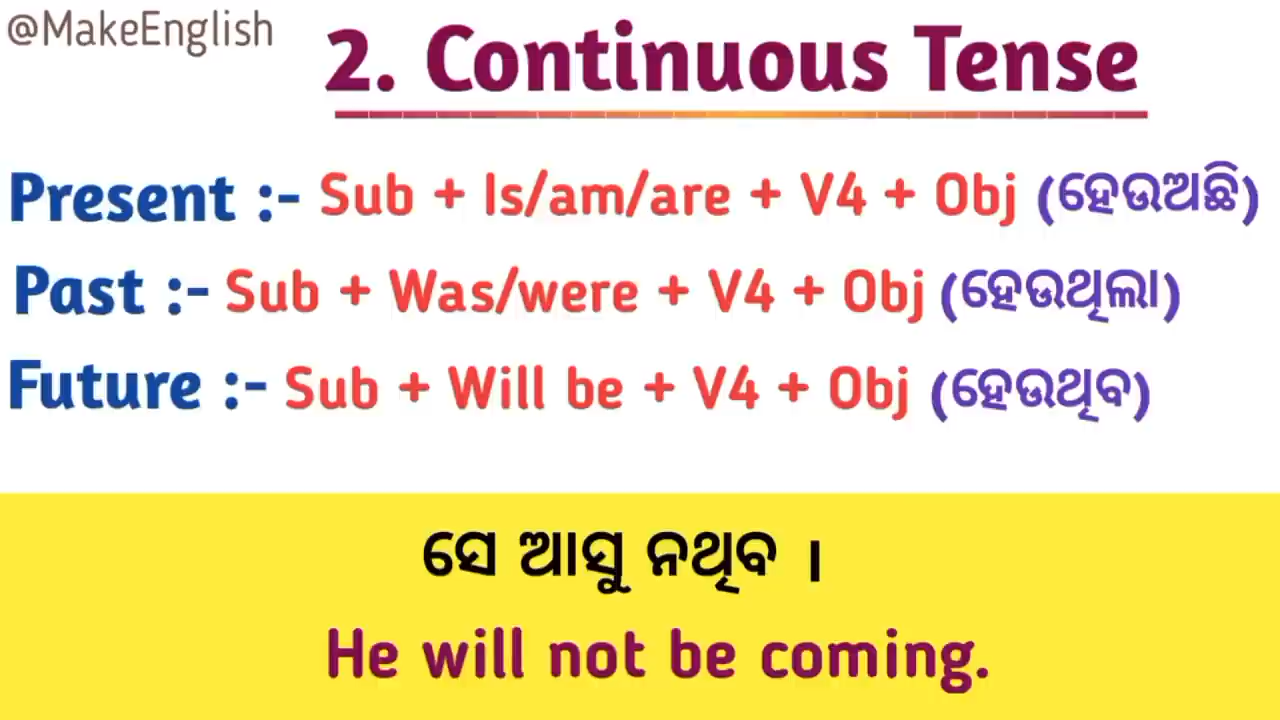 @MakeEnglish
2. Continuous Tense
Present :- Sub + Is/am/are + V4 + Obj (ହେଉଅଛି)
Past :- Sub + Was/were + V4 + Obj (ହେଉଥିଲା)
Future :- Sub + Will be + V4 + Obj (ହେଉଥିବ)
ସେ ଆସୁ ନଥିବ ।
He will not be coming.